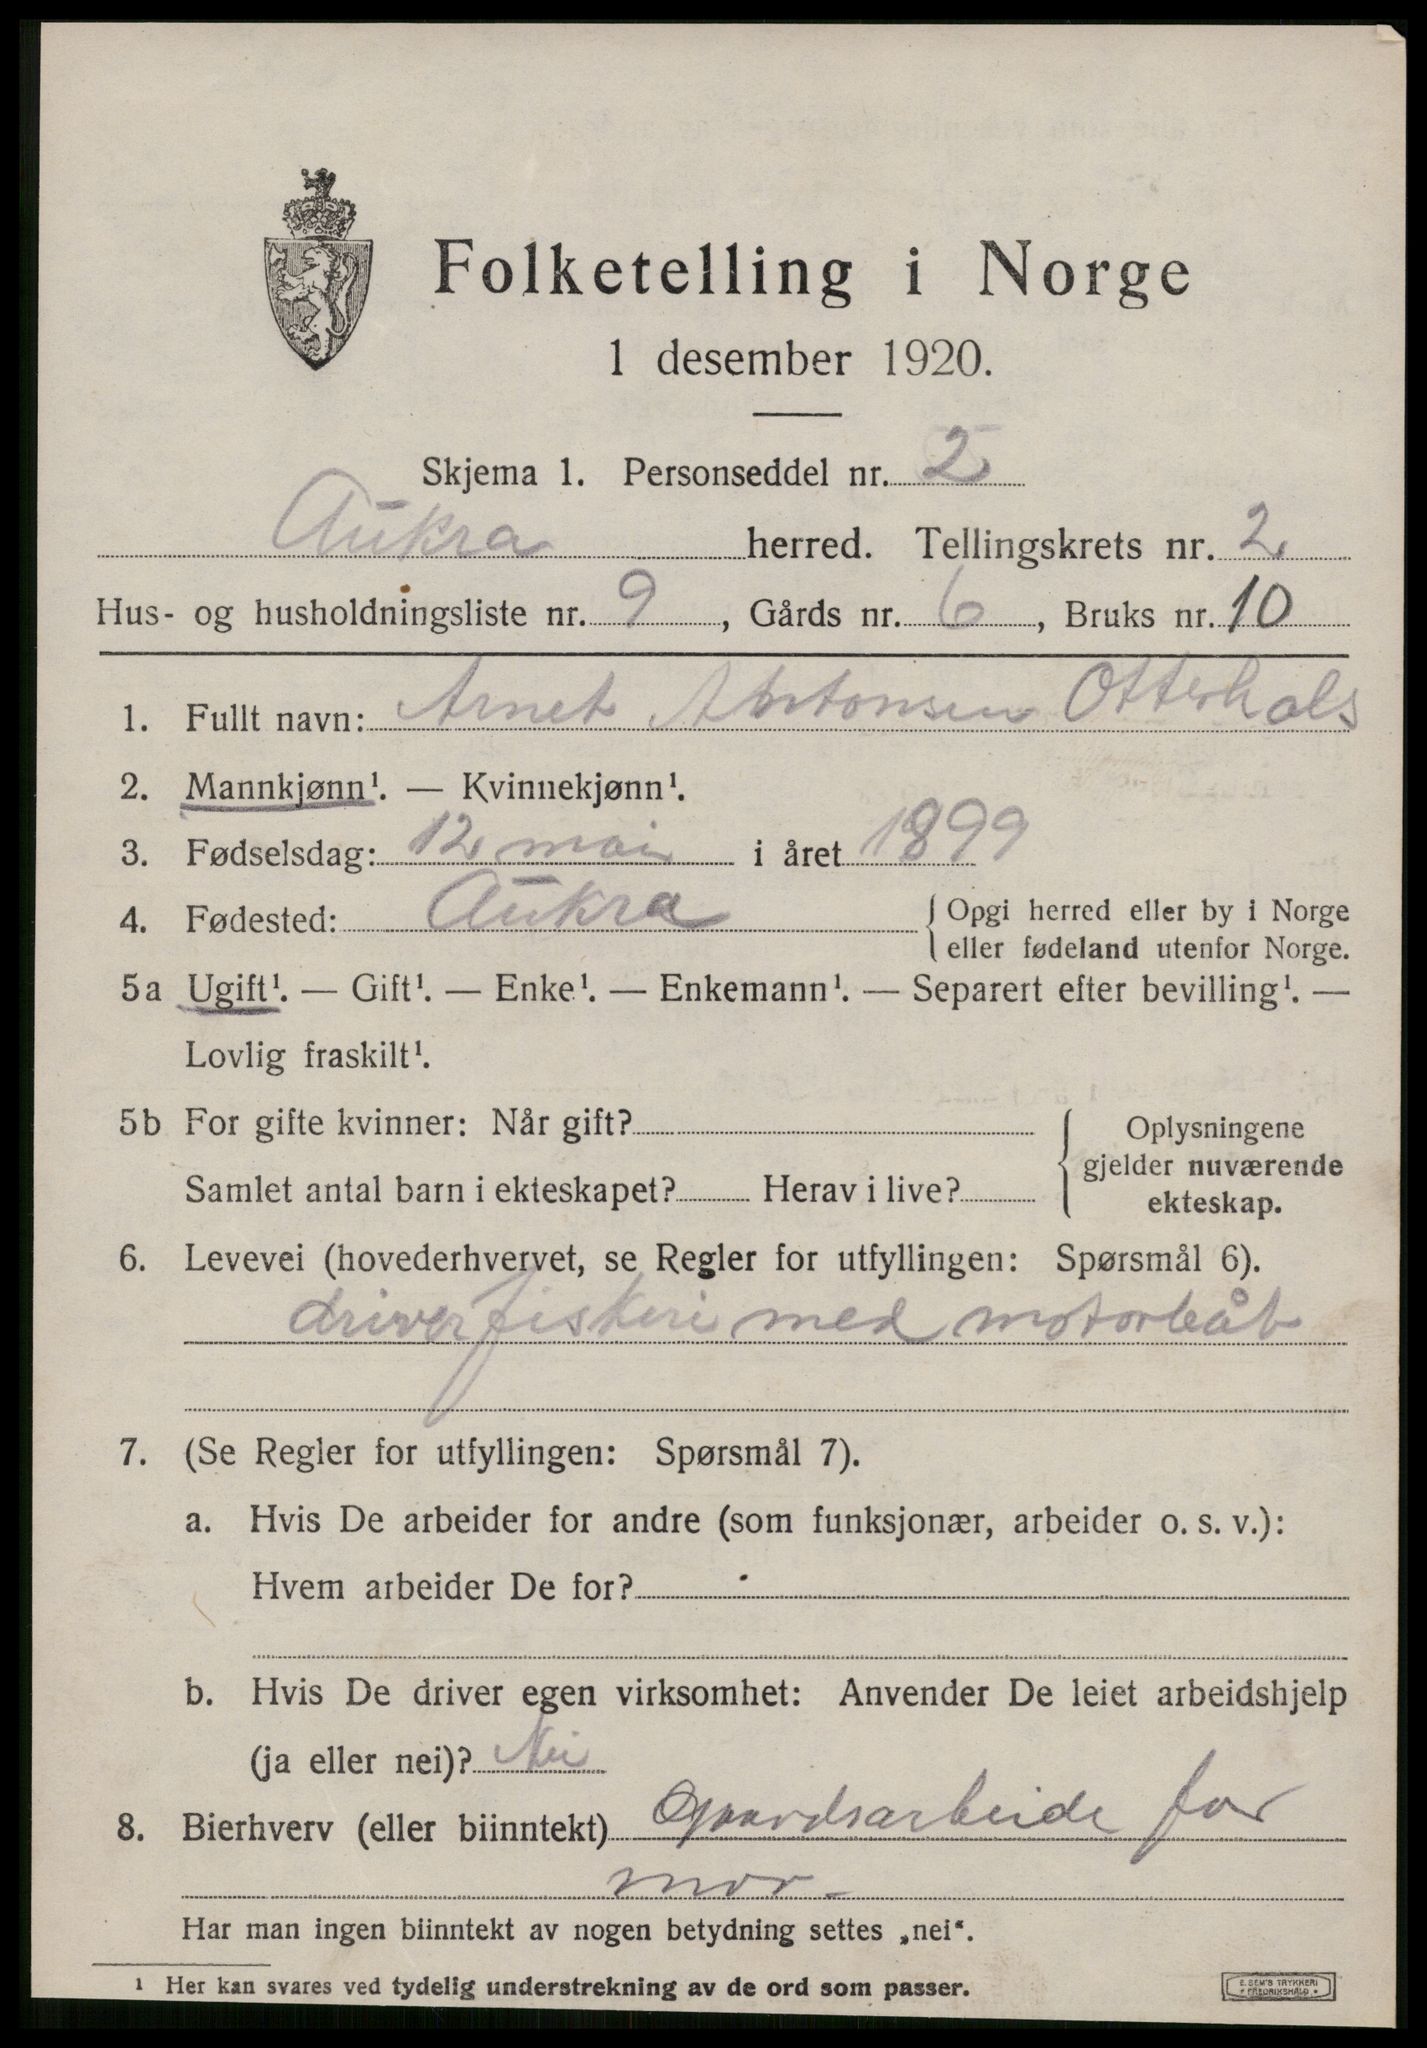 Folketelling i Norge
1 desember 1920.
Skjema 1. Personseddel nr. 2
Aukra herred. Tellingskrets nr. 2
Hus- og husholdningsliste nr. 9, Gårds nr. 6, Bruks nr. 10
1. Fullt navn: Arnet Antonsen Otterhals
2. Mannkjønn¹. — Kvinnekjønn¹.
3. Fødselsdag: 12 mai i året 1899
4. Fødested: Aukra { Opgi herred eller by i Norge
eller fødeland utenfor Norge.
5a Ugift¹. — Gift¹. — Enke¹. — Enkemann¹. — Separert efter bevilling¹. —
Lovlig fraskilt¹.
5b For gifte kvinner: Når gift? { Oplysningene
gjelder nuværende
Samlet antal barn i ekteskapet? Herav i live? ekteskap.
6. Levevei (hovederhvervet, se Regler for utfyllingen: Spørsmål 6).
driver fiskeri med motorbåt
7. (Se Regler for utfyllingen: Spørsmål 7).
a. Hvis De arbeider for andre (som funksjonær, arbeider o. s. v.):
Hvem arbeider De for?
b. Hvis De driver egen virksomhet: Anvender De leiet arbeidshjelp
(ja eller nei)? Nei
8. Bierhverv (eller biinntekt) Gaardsarbeide for
mor -
Har man ingen biinntekt av nogen betydning settes „nei“.
¹ Her kan svares ved tydelig understrekning av de ord som passer.
E. SEM'S TRYKKERI
* FREDRIKSHALD *